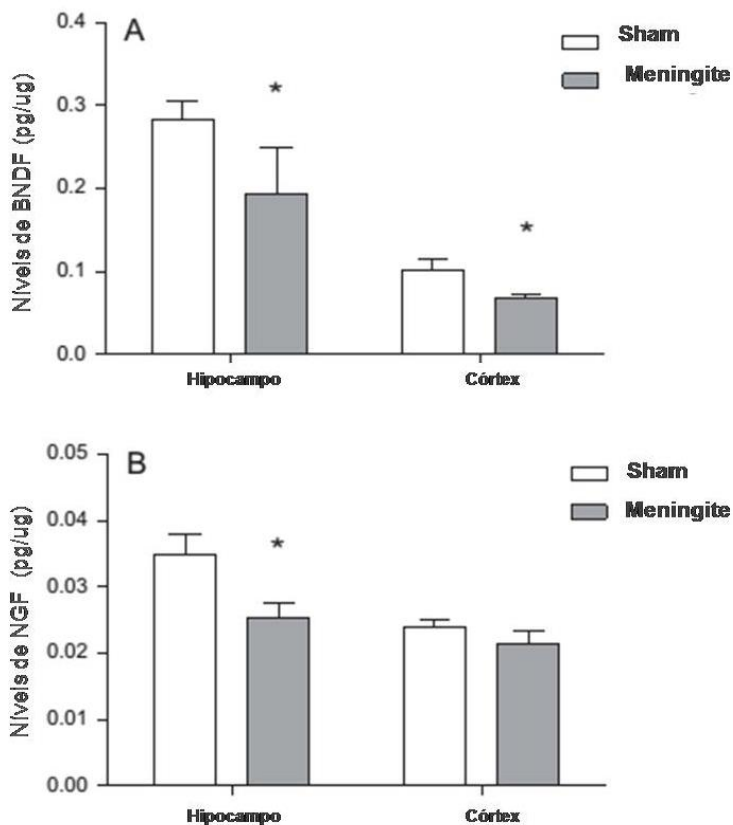 A
Sham
Meningite
*
*
0.4
0.3
0.2
0.1
0.0
Níveis de BNDF (pg/ug)
Hipocampo
Córtex
B
Sham
Meningite
*
0.05
0.04
0.03
0.02
0.01
0.00
Níveis de NGF (pg/ug)
Hipocampo
Córtex